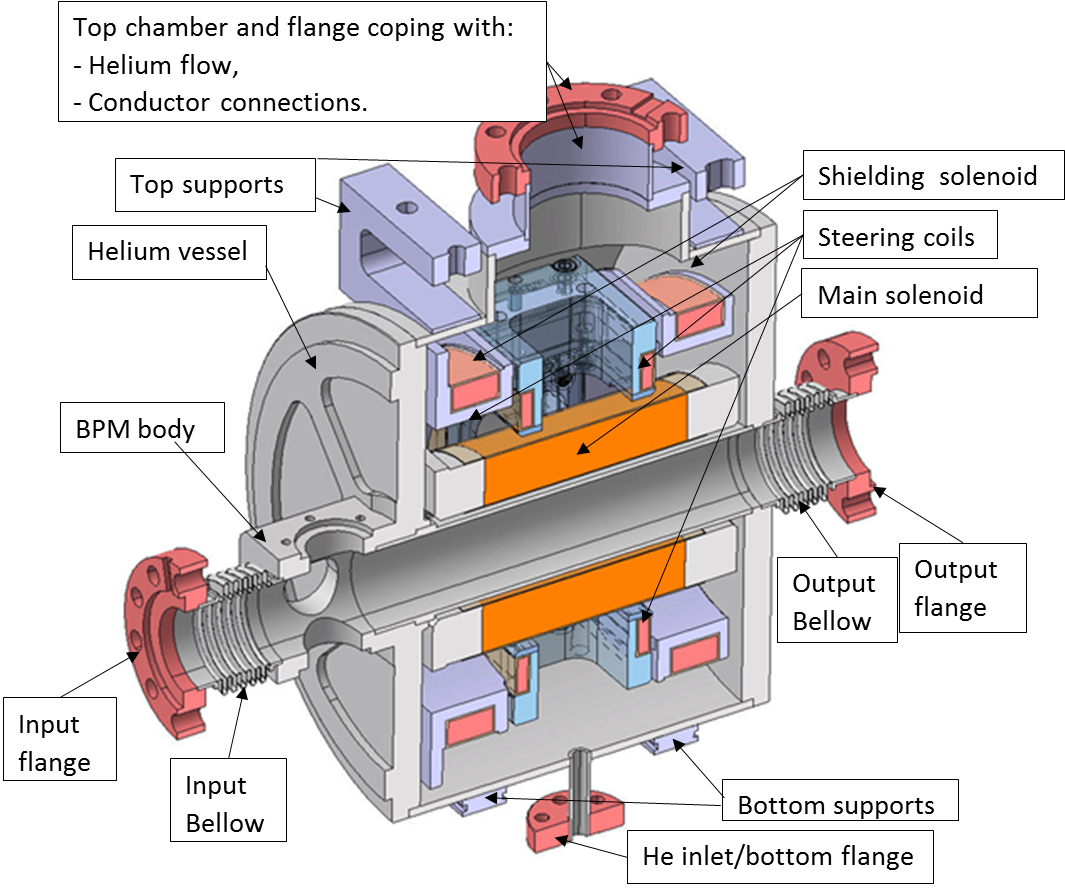 Top chamber and flange coping with:
- Helium flow,
- Conductor connections.
Top supports
Helium vessel
BPM body
Input
flange
Input
Bellow
Shielding solenoid
Steering coils
Main solenoid
Output
Bellow
Output
flange
Bottom supports
He inlet/bottom flange